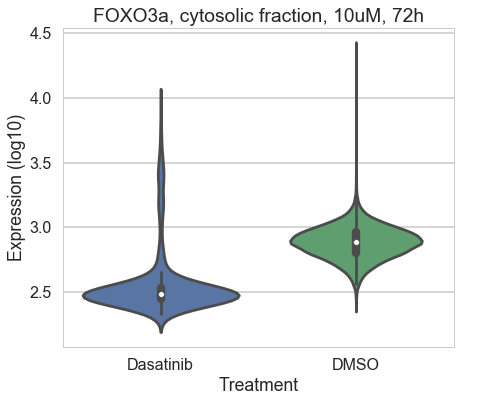 FOXO3a, cytosolic fraction, 10uM, 72h
4.5
4.0
3.5
3.0
2.5
Expression (log10)
Dasatinib
DMSO
Treatment